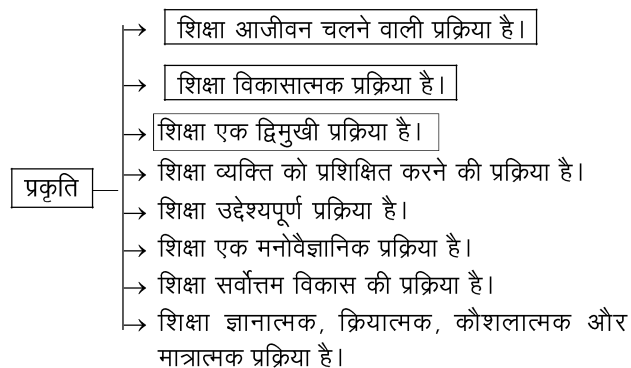 शिक्षा आजीवन चलने वाली प्रक्रिया है।
शिक्षा विकासात्मक प्रक्रिया है।
शिक्षा एक द्विमुखी प्रक्रिया है।
शिक्षा व्यक्ति को प्रशिक्षित करने की प्रक्रिया है।
प्रकृति
शिक्षा उद्देश्यपूर्ण प्रक्रिया है।
शिक्षा एक मनोवैज्ञानिक प्रक्रिया है।
शिक्षा सर्वोत्तम विकास की प्रक्रिया है।
शिक्षा ज्ञानात्मक, क्रियात्मक, कौशलात्मक और
मात्रात्मक प्रक्रिया है।